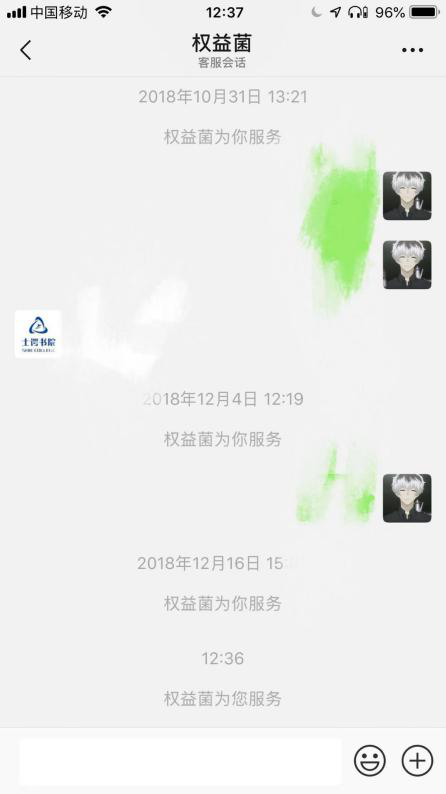 中国移动 12:37 96%
权益菌
客服会话
2018年10月31日 13:21
权益菌为你服务
士谔书院
2018年12月4日 12:19
权益菌为你服务
2018年12月16日 15:
权益菌为你服务
12:36
权益菌为您服务